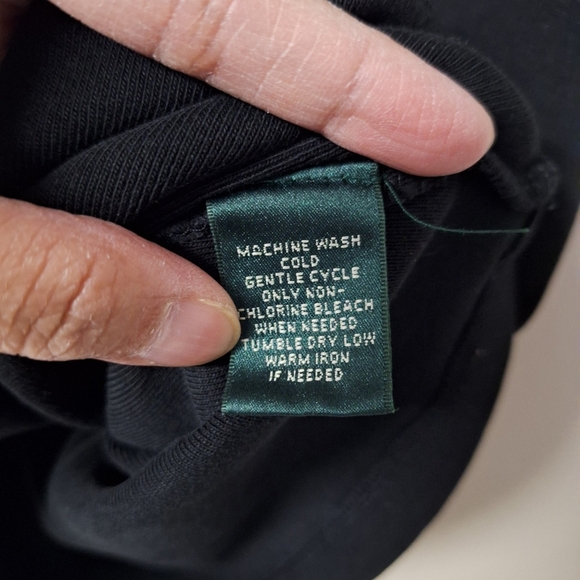 MACHINE WASH
COLD
GENTLE CYCLE
ONLY NON-
CHLORINE BLEACH
WHEN NEEDED
TUMBLE DRY LOW
WARM IRON
IF NEEDED